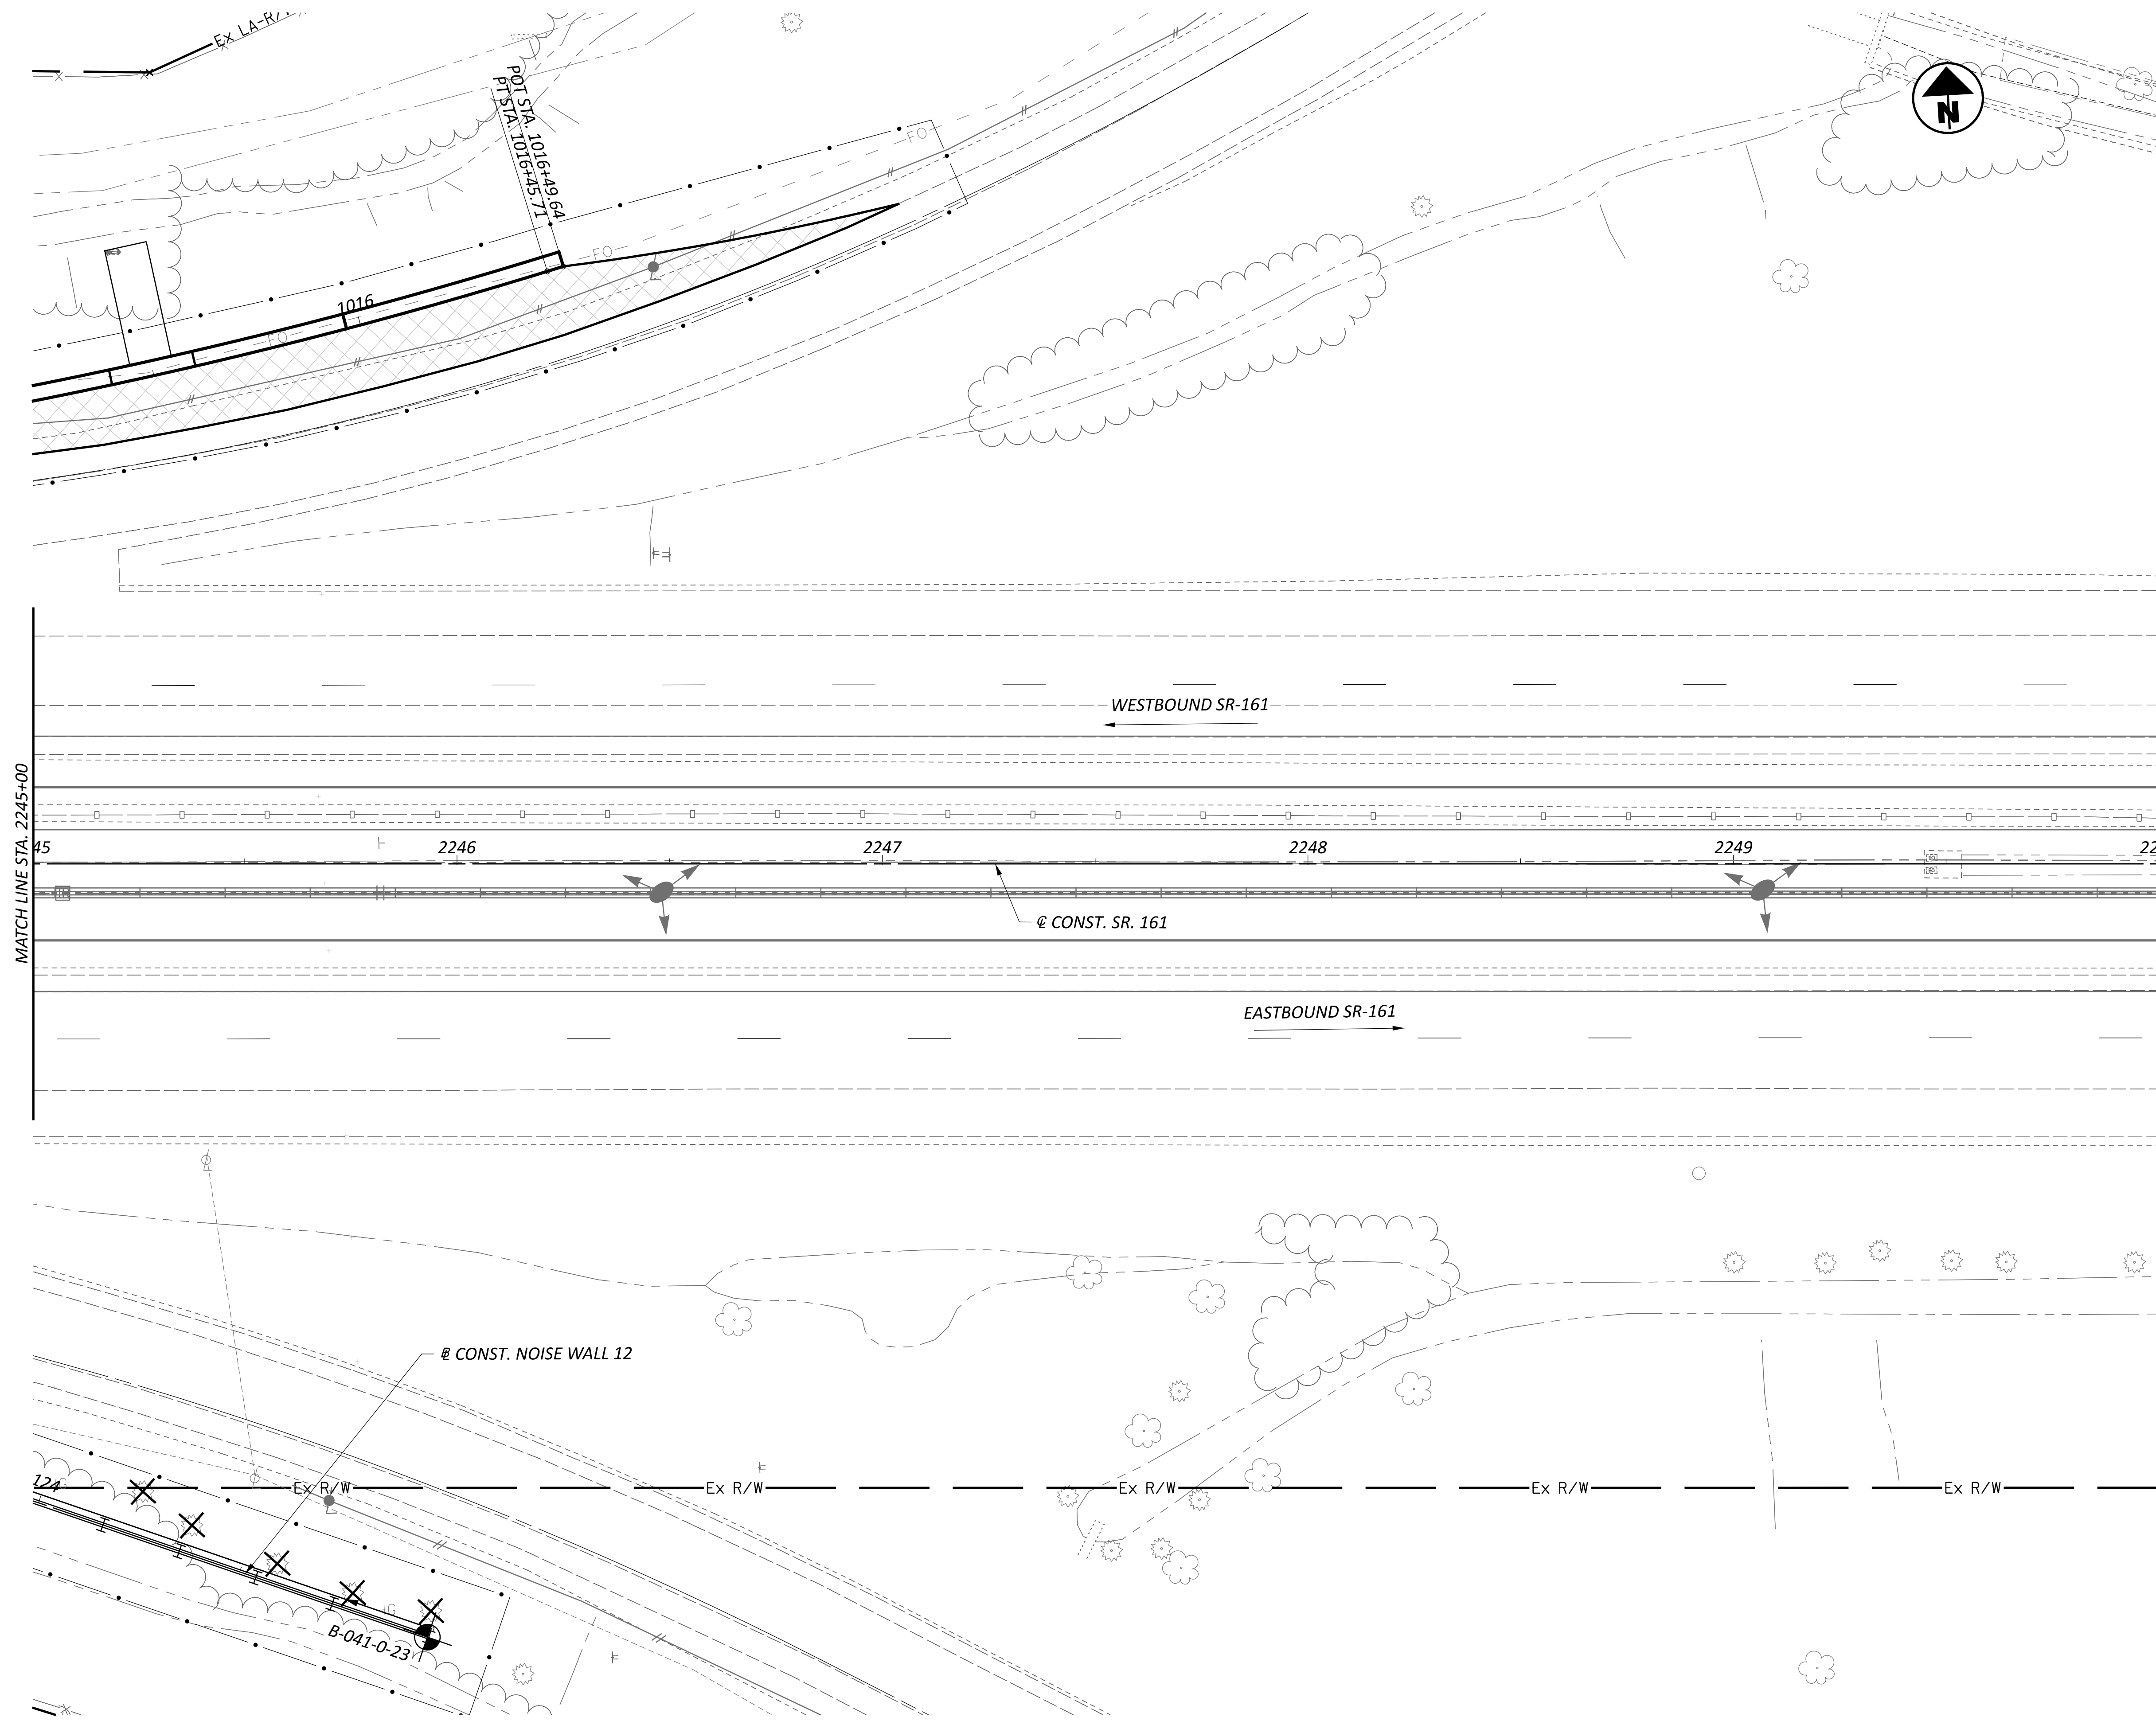 Ex LA-R/
N
POT STA. 1016+49.64
PT STA. 1016+45.71
FO
FO
1016
FO
WESTBOUND SR-161
MATCH LINE STA. 2245+00
45
2246
2247
2248
2249
22
℄ CONST. SR. 161
EASTBOUND SR-161
CONST. NOISE WALL 12
124
Ex R/W
Ex R/W
Ex R/W
Ex R/W
Ex R/W
B-041-0-23